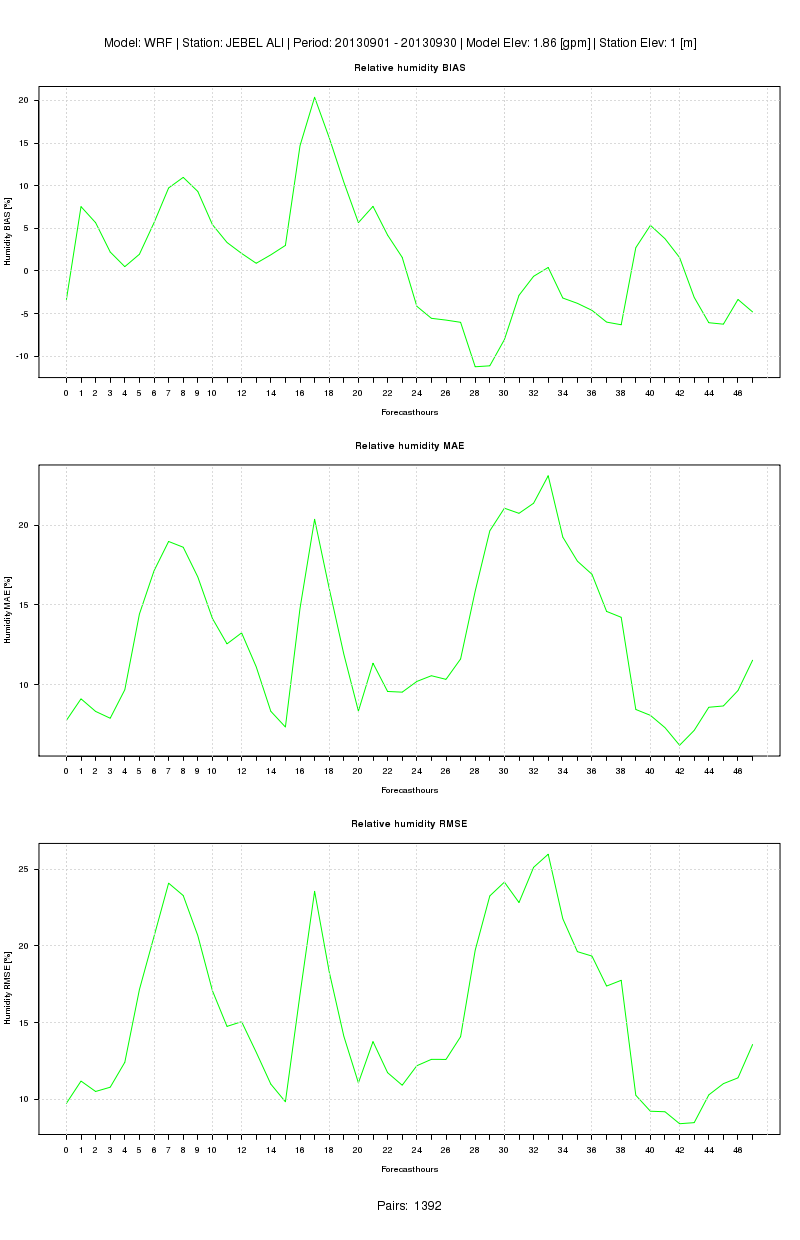 Model: WRF | Station: JEBEL ALI | Period: 20130901 - 20130930 | Model Elev: 1.86 [gpm] | Station Elev: 1 [m]
Relative humidity BIAS
Humidity BIAS [%]
20
15
10
5
0
-5
-10
0 1 2 3 4 5 6 7 8 9 10 12 14 16 18 20 22 24 26 28 30 32 34 36 38 40 42 44 46
Forecasthours
Relative humidity MAE
Humidity MAE [%]
20
15
10
0 1 2 3 4 5 6 7 8 9 10 12 14 16 18 20 22 24 26 28 30 32 34 36 38 40 42 44 46
Forecasthours
Relative humidity RMSE
Humidity RMSE [%]
25
20
15
10
0 1 2 3 4 5 6 7 8 9 10 12 14 16 18 20 22 24 26 28 30 32 34 36 38 40 42 44 46
Forecasthours
Pairs: 1392